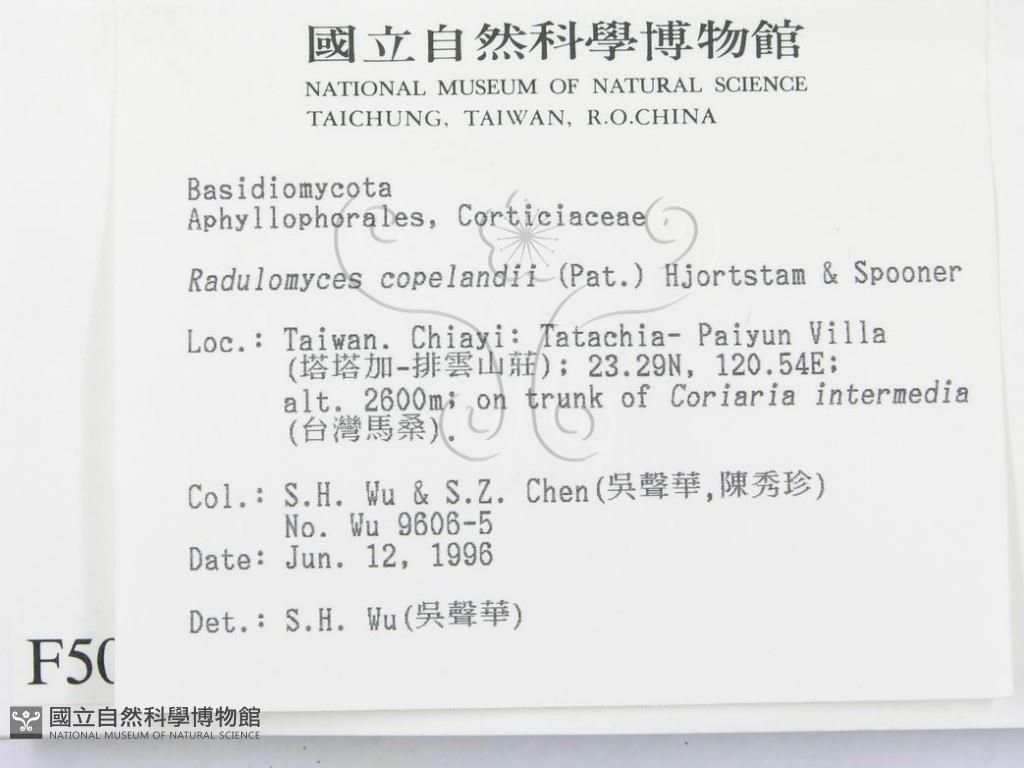 國立自然科學博物館
NATIONAL MUSEUM OF NATURAL SCIENCE
TAICHUNG, TAIWAN, R.O.CHINA
Basidiomycota
Aphyllophorales, Corticiaceae
Radulomyces copelandii (Pat.) Hjortstam & Spooner
Loc.: Taiwan. Chiayi: Tatachia- Paiyun Villa
(塔塔加-排雲山莊); 23.29N, 120.54E;
alt. 2600m; on trunk of Coriaria intermedia
(台灣馬桑).
Col.: S.H. Wu & S.Z. Chen(吳聲華,陳秀珍)
No. Wu 9606-5
Date: Jun. 12, 1996
Det.: S.H. Wu(吳聲華)
F50
國立自然科學博物館
NATIONAL MUSEUM OF NATURAL SCIENCE